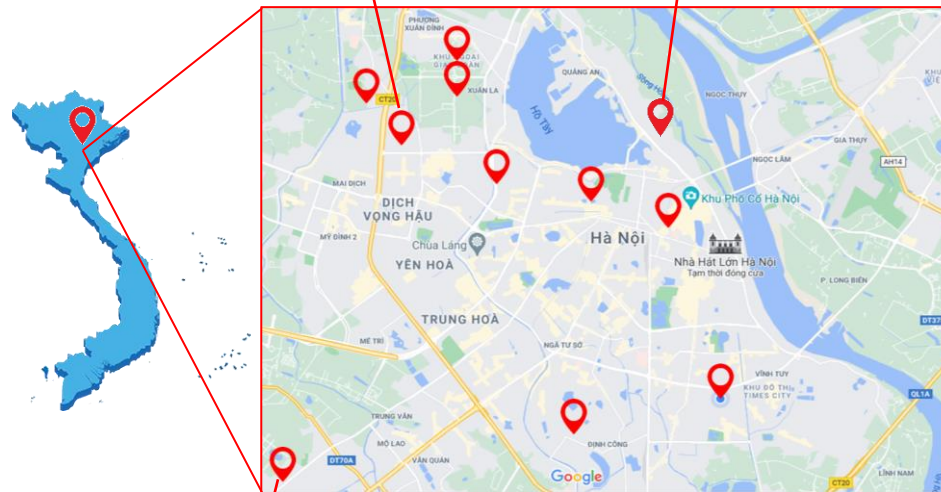 PHƯỜNG
XUÂN ĐỈNH
CT20
XUÂN LA
QUẢNG AN
Hồ Tây
NGỌC THỤY
GIA THỤY
NGỌC LÂM
AH14
MAI DỊCH
DỊCH
VỌNG HẬU
MỸ ĐÌNH 2
Chùa Láng
YÊN HOÀ
Khu Phố Cổ Hà Nội
Hà Nội
Nhà Hát Lớn Hà Nội
Tạm thời đóng cửa
P. LONG BIÊN
TRUNG HOÀ
DT37
MỄ TRÌ
NGÃ TƯ SỞ
VĨNH TUY
KHU ĐÔ THỊ
TIMES CITY
QL1A
TRUNG VĂN
MỖ LAO
ĐỊNH CÔNG
DT70A
VĂN QUÁN
Google
CT20
LĨNH NAM